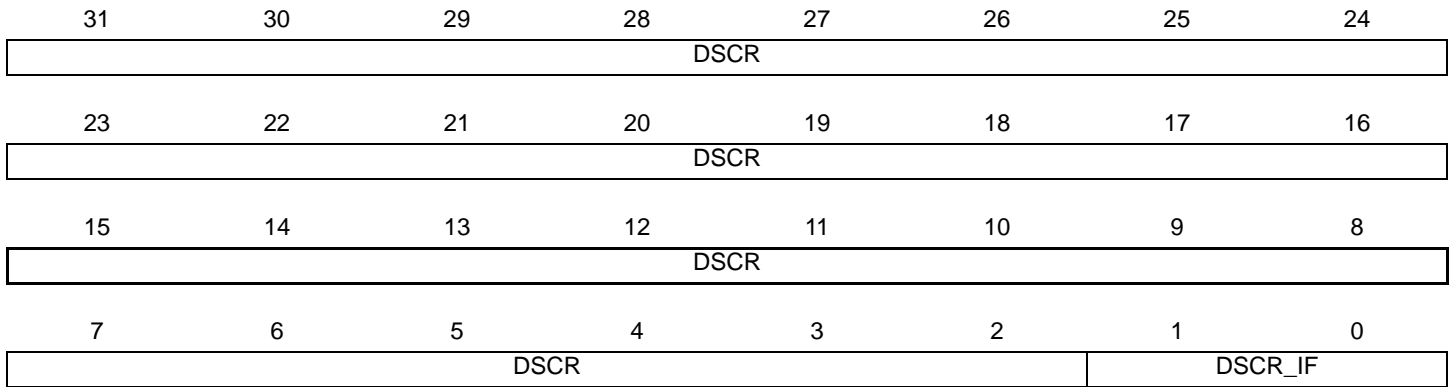 31 30 29 28 27 26 25 24
DSCR
23 22 21 20 19 18 17 16
DSCR
15 14 13 12 11 10 9 8
DSCR
7 6 5 4 3 2 1 0
DSCR DSCR_IF